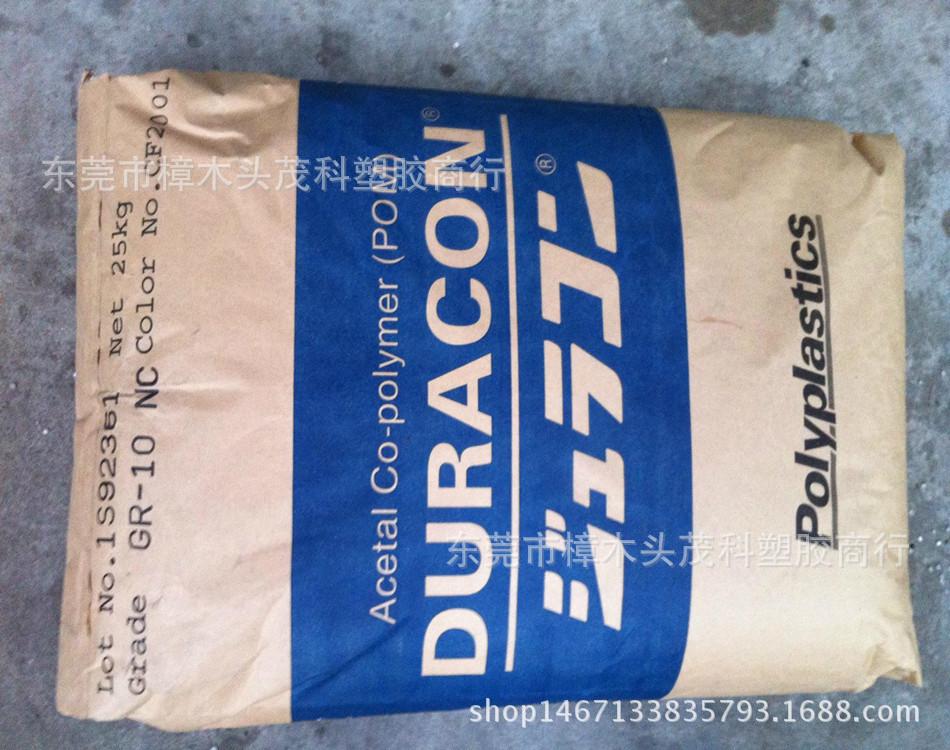 Lot No.1S92361 Net 25kg
Grade GR-10 NC Color No.CF2001
Acetal Co-polymer (POM)
DURACON®
ジュラコン®
Polyplastics
东莞市樟木头茂科塑胶商行
东莞市樟木头茂科塑胶商行
shop1467133835793.1688.com